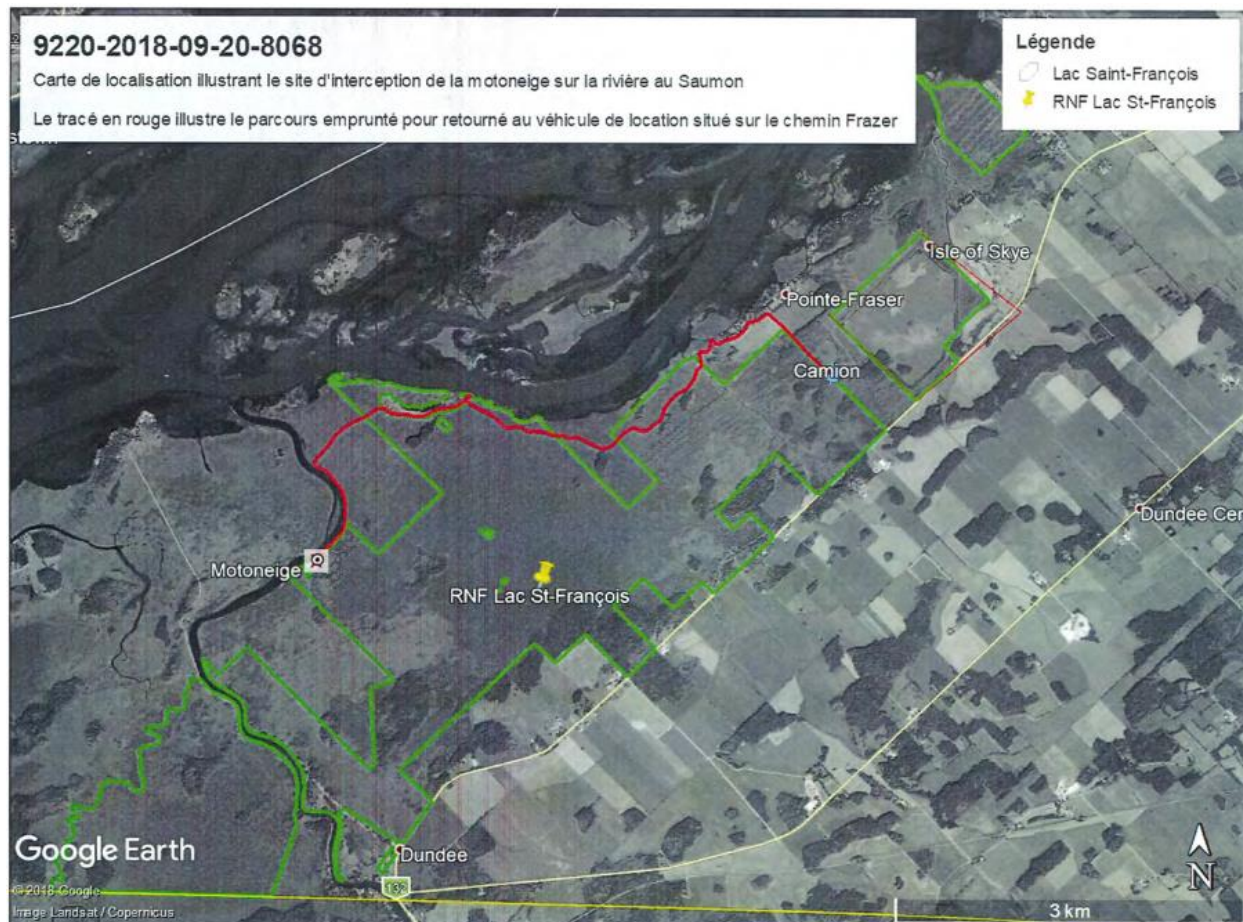 9220-2018-09-20-8068
Carte de localisation illustrant le site d'interception de la motoneige sur la rivière au Saumon
Le tracé en rouge illustre le parcours emprunté pour retourné au véhicule de location situé sur le chemin Frazer
Légende
Lac Saint-François
RNF Lac St-François
Isle of Skye
Pointe-Fraser
Camion
Dundee Cen
Motoneige
RNF Lac St-François
Google Earth
Dundee
© 2018 Google
132
N
Image Landsat / Copernicus
3 km